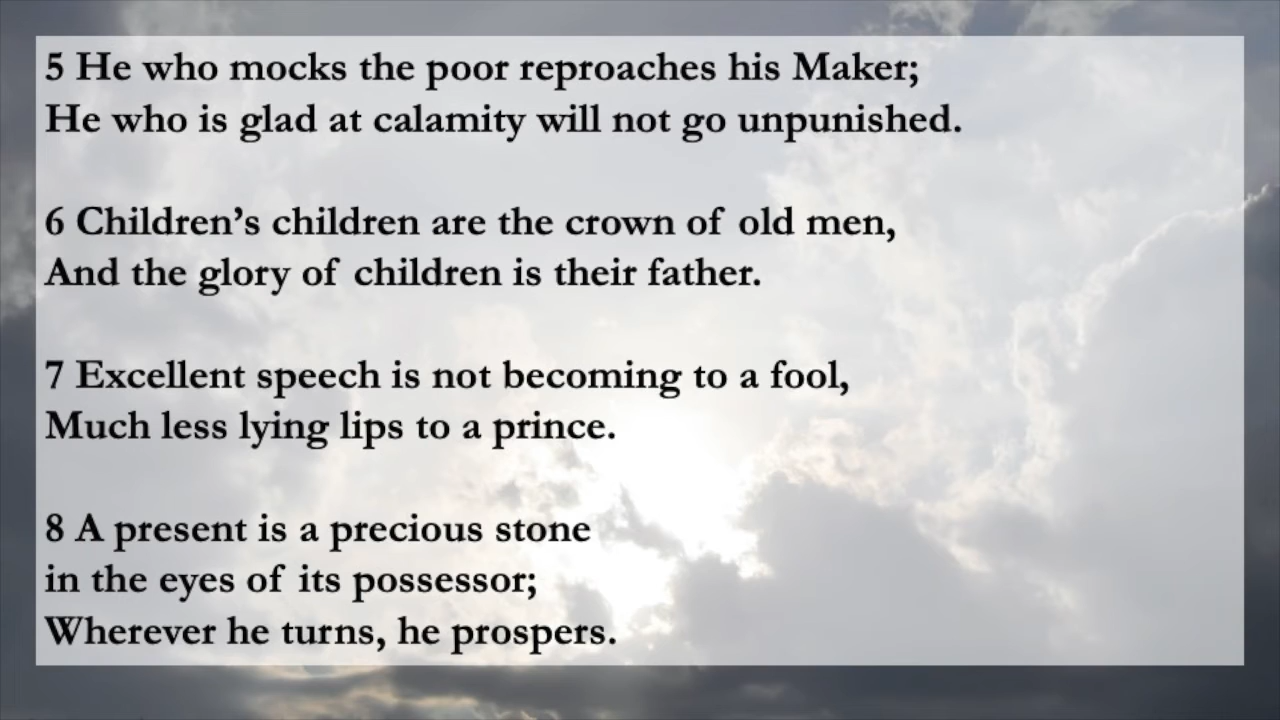 5 He who mocks the poor reproaches his Maker;
He who is glad at calamity will not go unpunished.
6 Children’s children are the crown of old men,
And the glory of children is their father.
7 Excellent speech is not becoming to a fool,
Much less lying lips to a prince.
8 A present is a precious stone
in the eyes of its possessor;
Wherever he turns, he prospers.